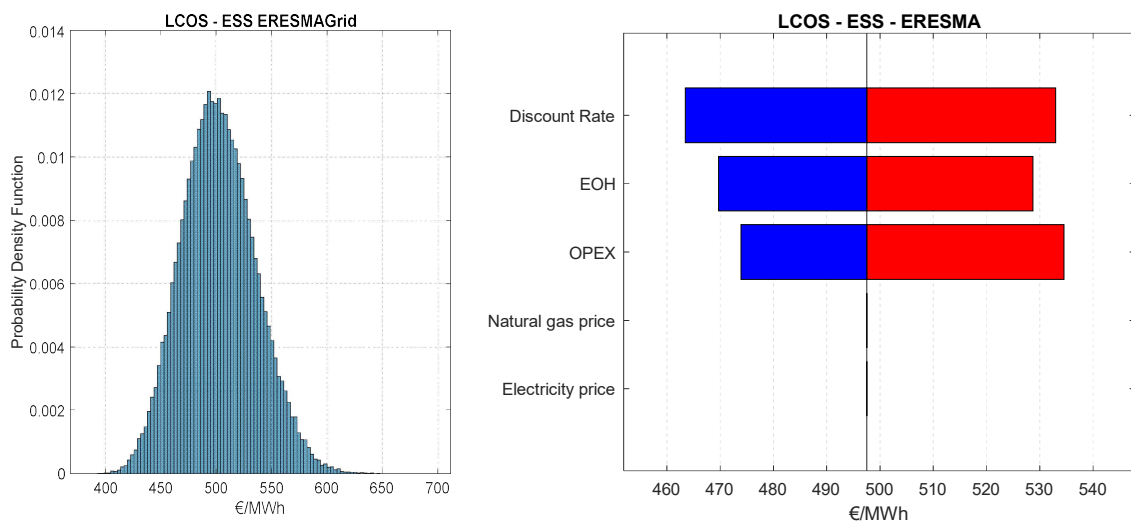 LCOS - ESS ERESMAGrid
Probability Density Function
0.014
0.012
0.01
0.008
0.006
0.004
0.002
0
400
450
500
550
600
650
700
€/MWh
LCOS - ESS - ERESMA
Discount Rate
EOH
OPEX
Natural gas price
Electricity price
460
470
480
490
500
510
520
530
540
€/MWh